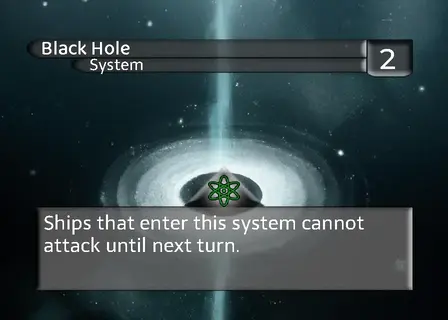 Black Hole
System
2
Ships that enter this system cannot
attack until next turn.